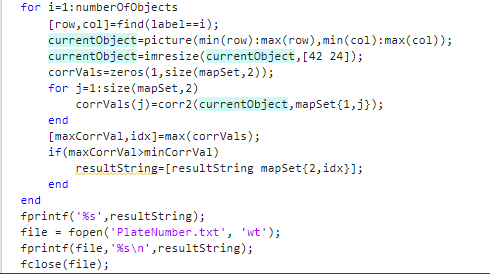 for i=1:numberOfObjects
[row,col]=find(label==i);
currentObject=picture(min(row):max(row),min(col):max(col));
currentObject=imresize(currentObject,[42 24]);
corrVals=zeros(1,size(mapSet,2));
for j=1:size(mapSet,2)
corrVals(j)=corr2(currentObject,mapSet{1,j});
end
[maxCorrVal,idx]=max(corrVals);
if(maxCorrVal>minCorrVal)
resultString=[resultString mapSet{2,idx}];
end
end
fprintf('%s',resultString);
file = fopen('PlateNumber.txt', 'wt');
fprintf(file,'%s\n',resultString);
fclose(file);